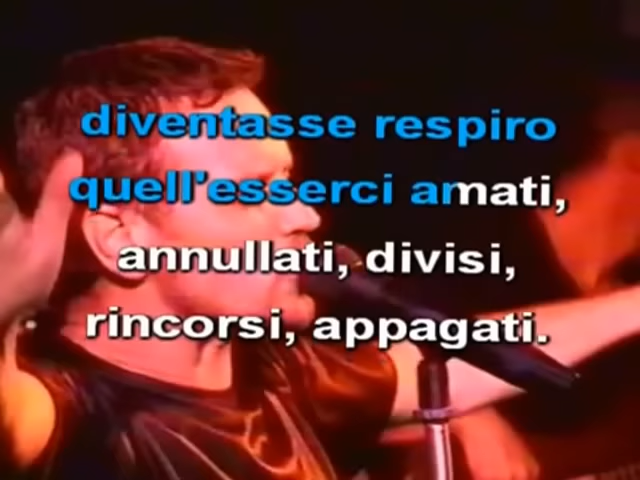 diventasse respiro
quell'esserci amati,
annullati, divisi,
rincorsi, appagati.